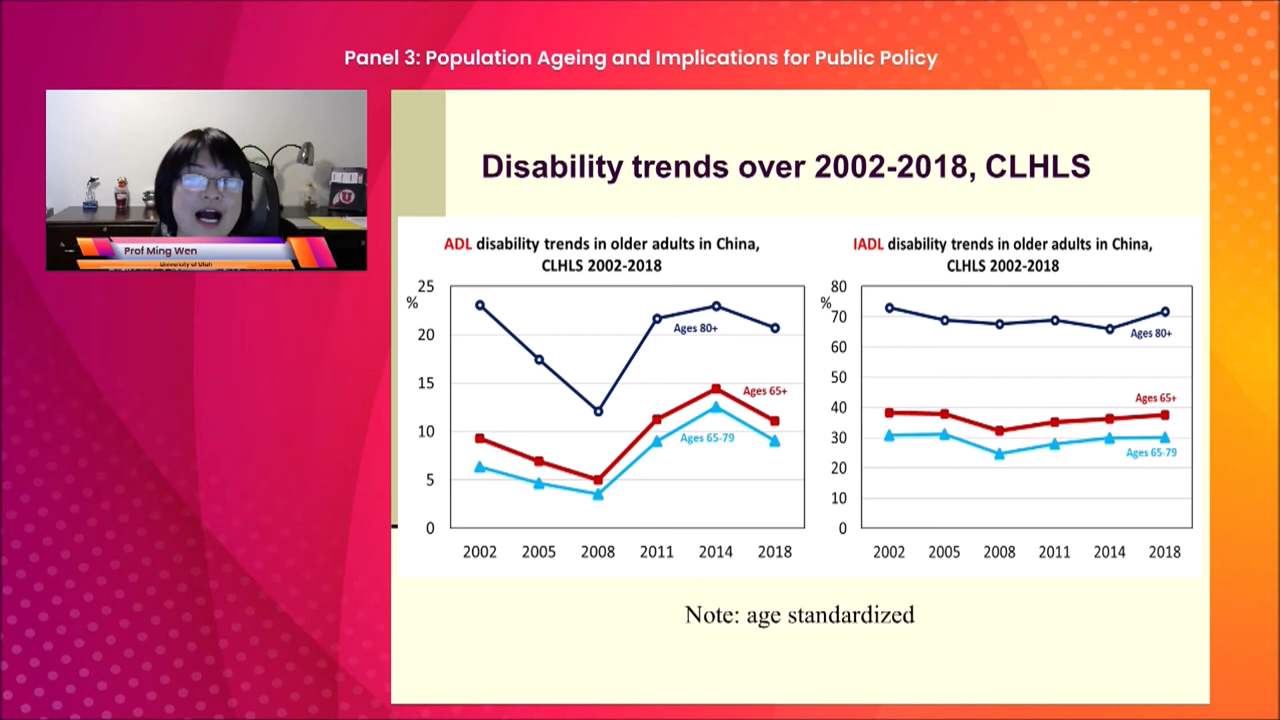 Panel 3: Population Ageing and Implications for Public Policy
U
Prof Ming Wen
University of Utah
Disability trends over 2002-2018, CLHLS
ADL disability trends in older adults in China,
CLHLS 2002-2018
%
25
20
15
10
5
0
Ages 80+
Ages 65+
Ages 65-79
2002 2005 2008 2011 2014 2018
IADL disability trends in older adults in China,
CLHLS 2002-2018
%
80
70
60
50
40
30
20
10
0
Ages 80+
Ages 65+
Ages 65-79
2002 2005 2008 2011 2014 2018
Note: age standardized